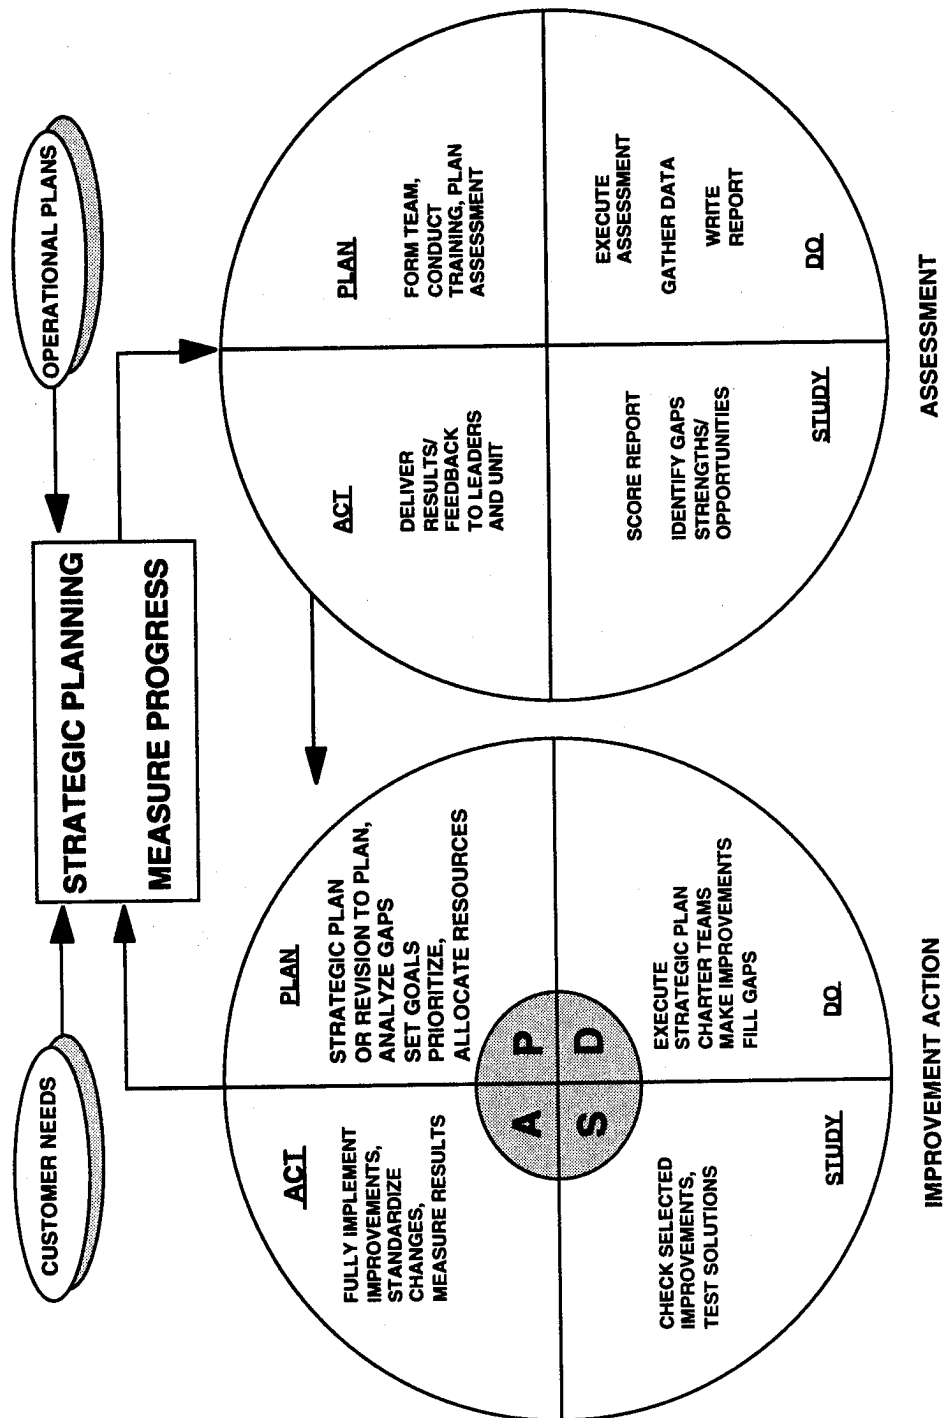 CUSTOMER NEEDS
STRATEGIC PLANNING
MEASURE PROGRESS
OPERATIONAL PLANS
ACT
FULLY IMPLEMENT
IMPROVEMENTS,
STANDARDIZE
CHANGES,
MEASURE RESULTS
PLAN
STRATEGIC PLAN
OR REVISION TO PLAN,
ANALYZE GAPS
SET GOALS
PRIORITIZE,
ALLOCATE RESOURCES
A P
S D
CHECK SELECTED
IMPROVEMENTS,
TEST SOLUTIONS
STUDY
EXECUTE
STRATEGIC PLAN
CHARTER TEAMS
MAKE IMPROVEMENTS
FILL GAPS
DO
IMPROVEMENT ACTION
ACT
DELIVER
RESULTS/
FEEDBACK
TO LEADERS
AND UNIT
PLAN
FORM TEAM,
CONDUCT
TRAINING, PLAN
ASSESSMENT
SCORE REPORT
IDENTIFY GAPS
STRENGTHS/
OPPORTUNITIES
STUDY
EXECUTE
ASSESSMENT
GATHER DATA
WRITE
REPORT
DO
ASSESSMENT